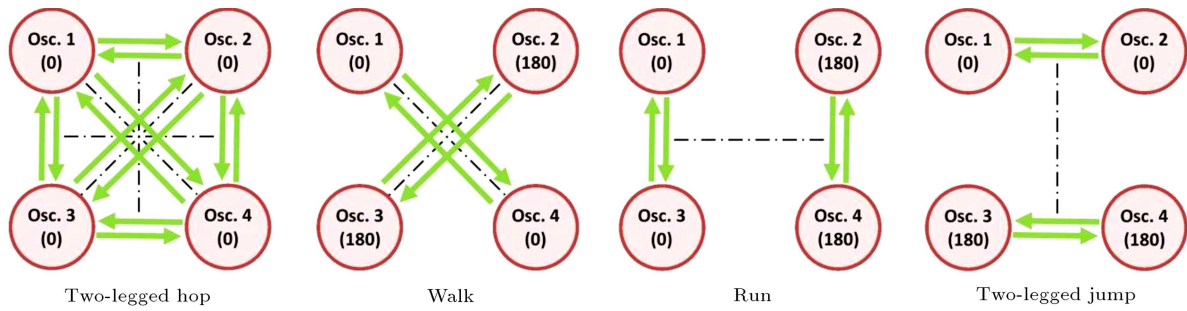 Osc. 1
(0)
Osc. 2
(0)
Osc. 3
(0)
Osc. 4
(0)
Two-legged hop
Osc. 1
(0)
Osc. 2
(180)
Osc. 3
(180)
Osc. 4
(0)
Walk
Osc. 1
(0)
Osc. 2
(180)
Osc. 3
(0)
Osc. 4
(180)
Run
Osc. 1
(0)
Osc. 2
(0)
Osc. 3
(180)
Osc. 4
(180)
Two-legged jump